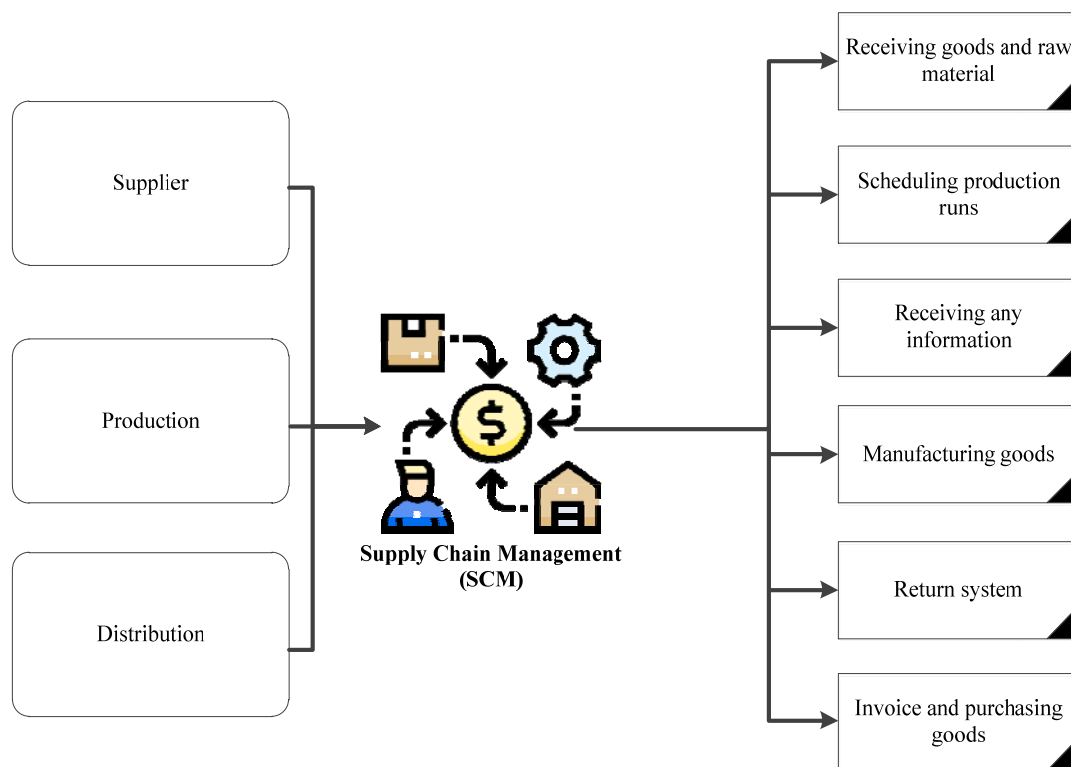 Supplier
Production
Distribution
$
Supply Chain Management
(SCM)
Receiving goods and raw
material
Scheduling production
runs
Receiving any
information
Manufacturing goods
Return system
Invoice and purchasing
goods